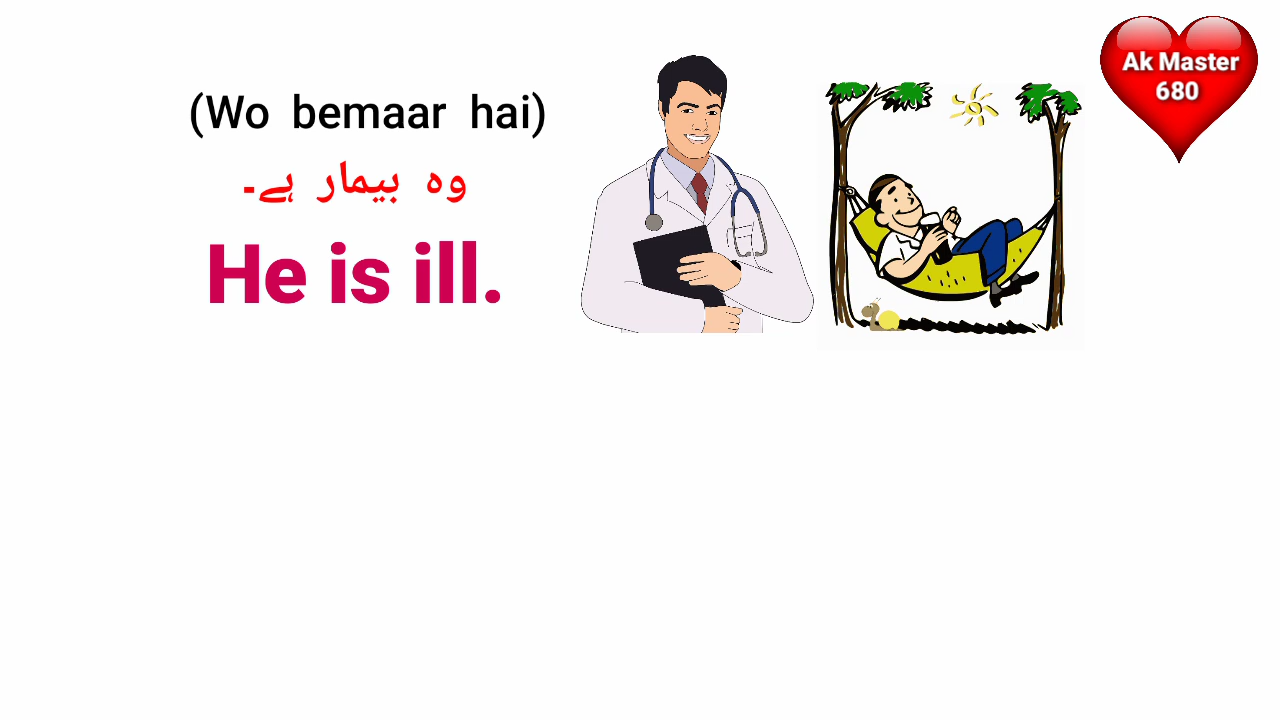 (Wo bemaar hai)
وہ بیمار ہے۔
He is ill.
Ak Master
680